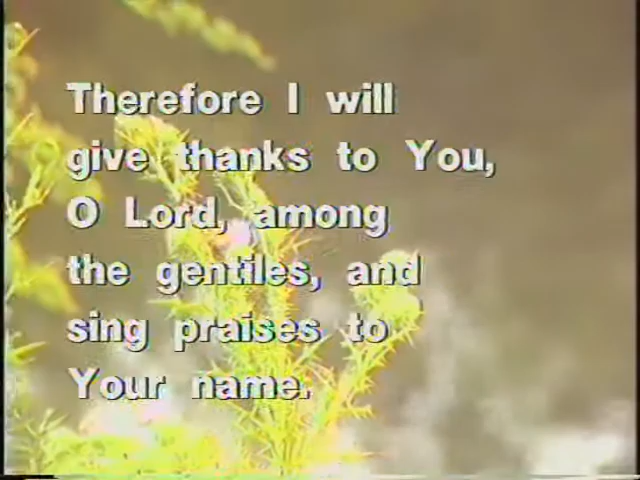 Therefore I will
give thanks to You,
O Lord, among
the gentiles, and
sing praises to
Your name.